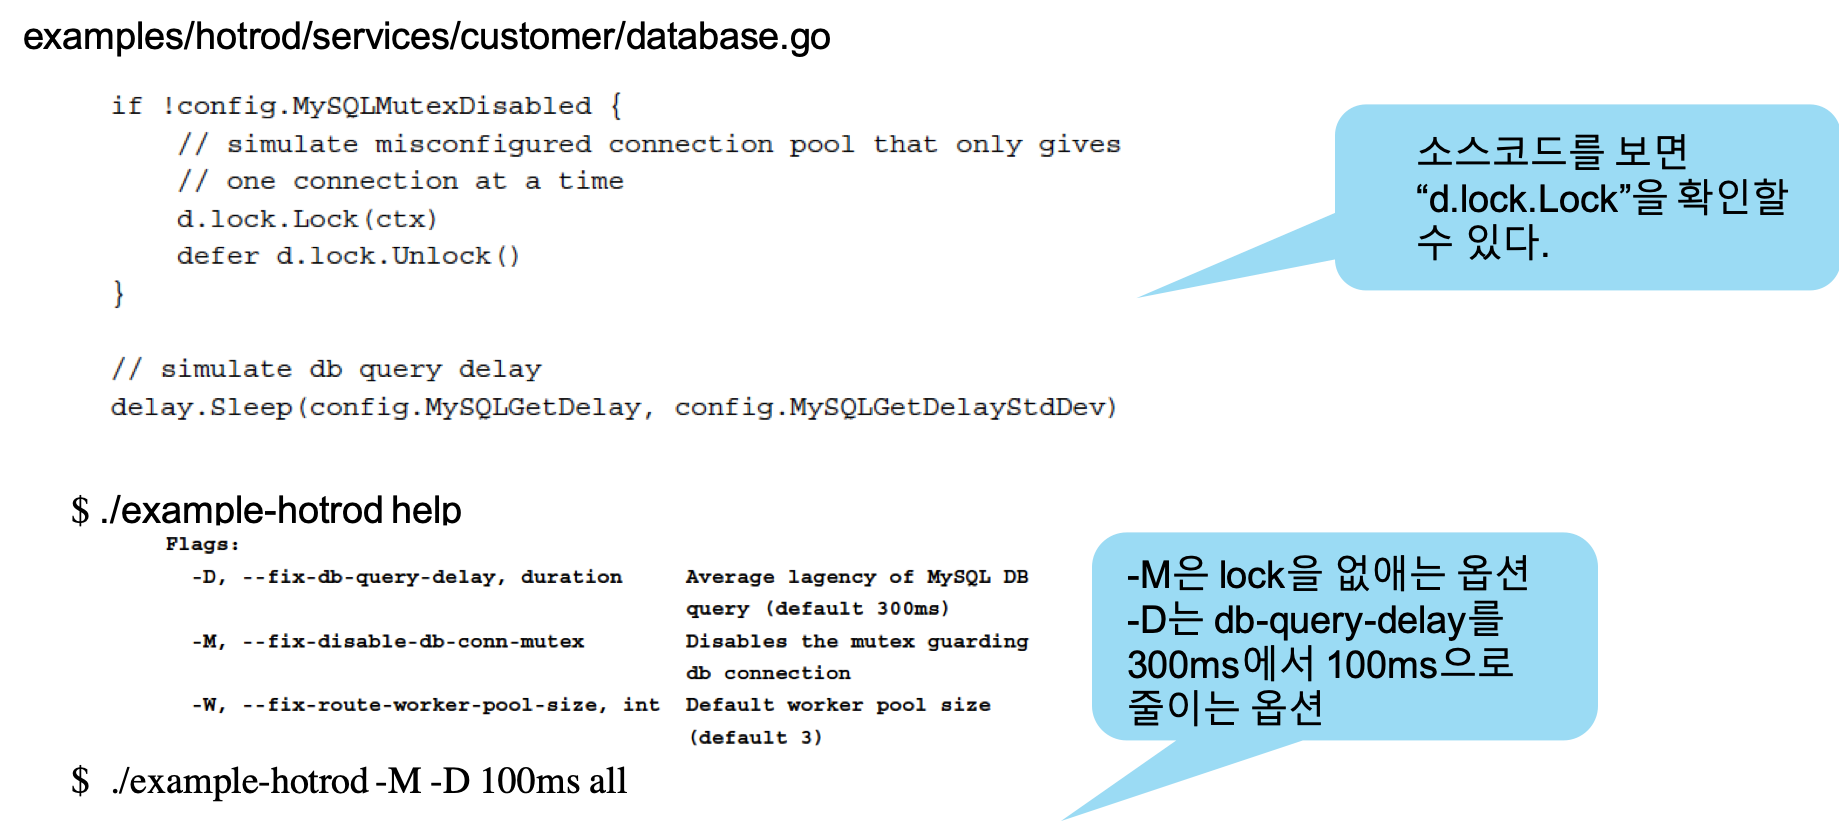 examples/hotrod/services/customer/database.go
if !config.MySQLMutexDisabled {
// simulate misconfigured connection pool that only gives
// one connection at a time
d.lock.Lock(ctx)
defer d.lock.Unlock()
}
// simulate db query delay
delay.Sleep(config.MySQLGetDelay, config.MySQLGetDelayStdDev)
소스코드를 보면
“d.lock.Lock”을 확인할
수 있다.
$ ./example-hotrod help
Flags:
-D, --fix-db-query-delay, duration Average lagency of MySQL DB
query (default 300ms)
-M, --fix-disable-db-conn-mutex Disables the mutex guarding
db connection
-W, --fix-route-worker-pool-size, int Default worker pool size
(default 3)
$ ./example-hotrod -M -D 100ms all
-M은 lock을 없애는 옵션
-D는 db-query-delay를
300ms에서 100ms으로
줄이는 옵션